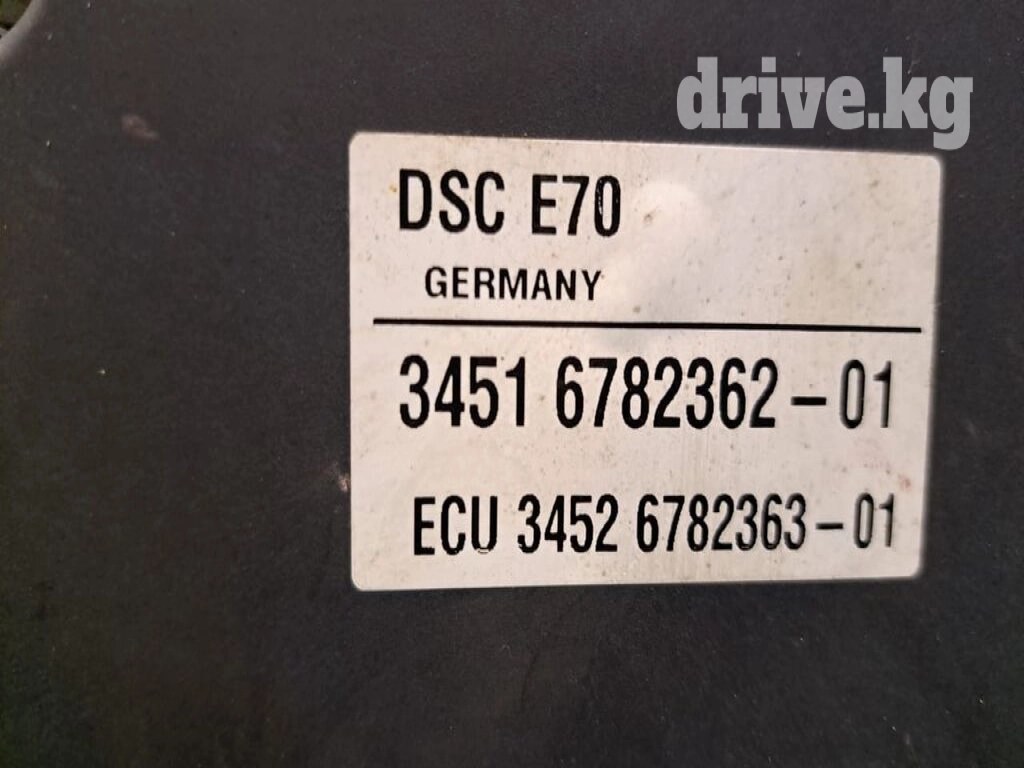 drive.kg
DSC E70
GERMANY
3451 6782362-01
ECU 3452 6782363-01